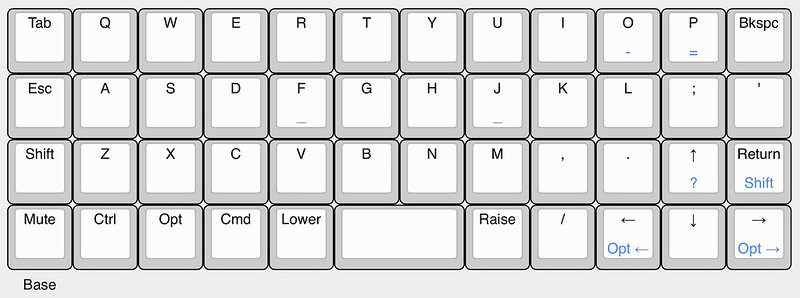 Tab Q W E R T Y U I O P Bkspc
- =
Esc A S D F G H J K L ; '
_ _
Shift Z X C V B N M , . ↑ Return
? Shift
Mute Ctrl Opt Cmd Lower Raise / ← ↓ →
Opt ← Opt →
Base